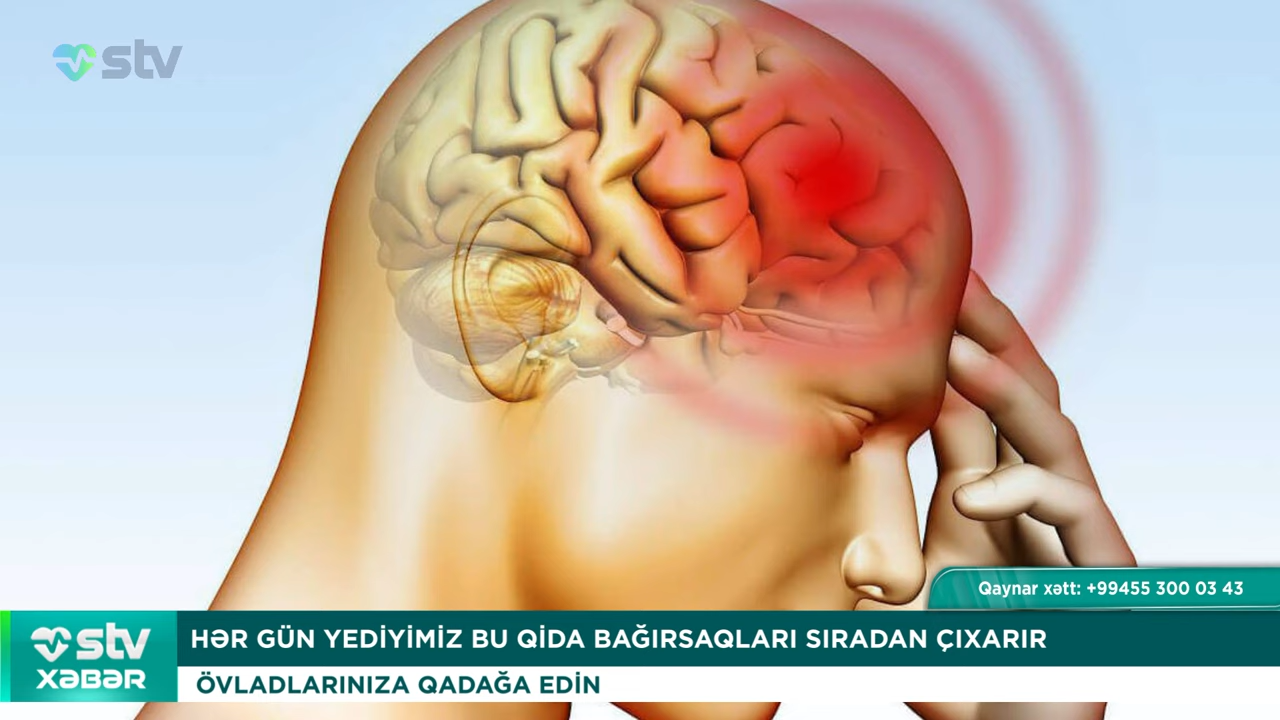 stv
Qaynar xətt: +99455 300 03 43
stv
XƏBƏR
HƏR GÜN YEDİYİMİZ BU QİDA BAĞIRSAQLARI SIRADAN ÇIXARIR
ÖVLADLARINIZA QADAĞA EDİN